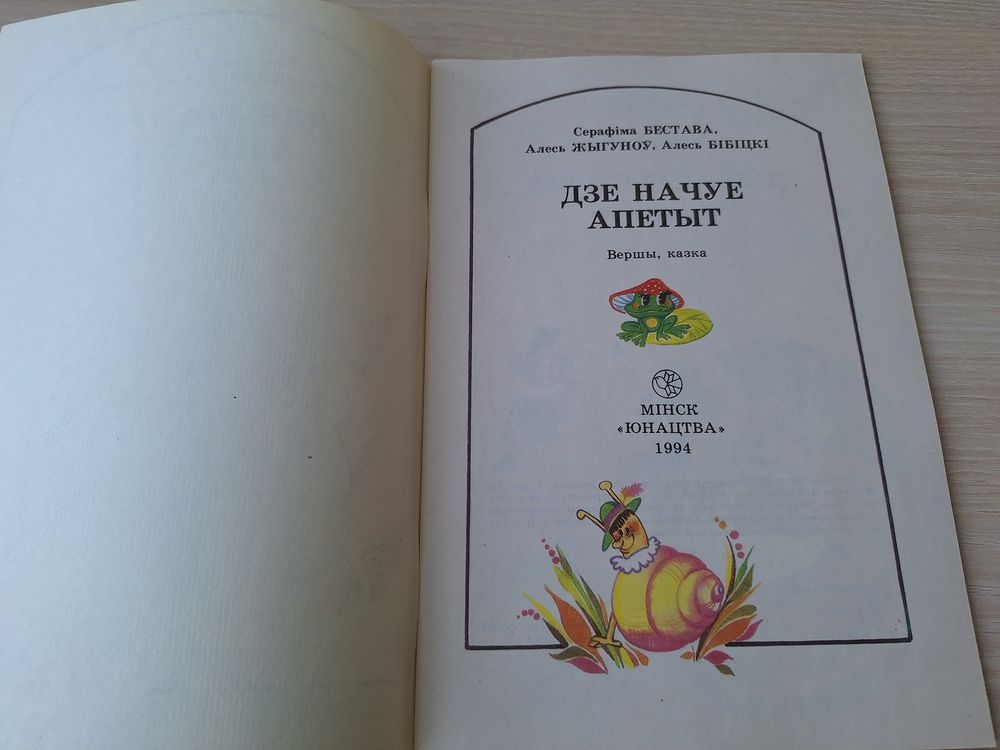 Серафіма БЕСТАВА,
Алесь ЖЫГУНОЎ, Алесь БІБІЦКІ
ДЗЕ НАЧУЕ
АПЕТЫТ
Вершы, казка
МІНСК
«ЮНАЦТВА»
1994